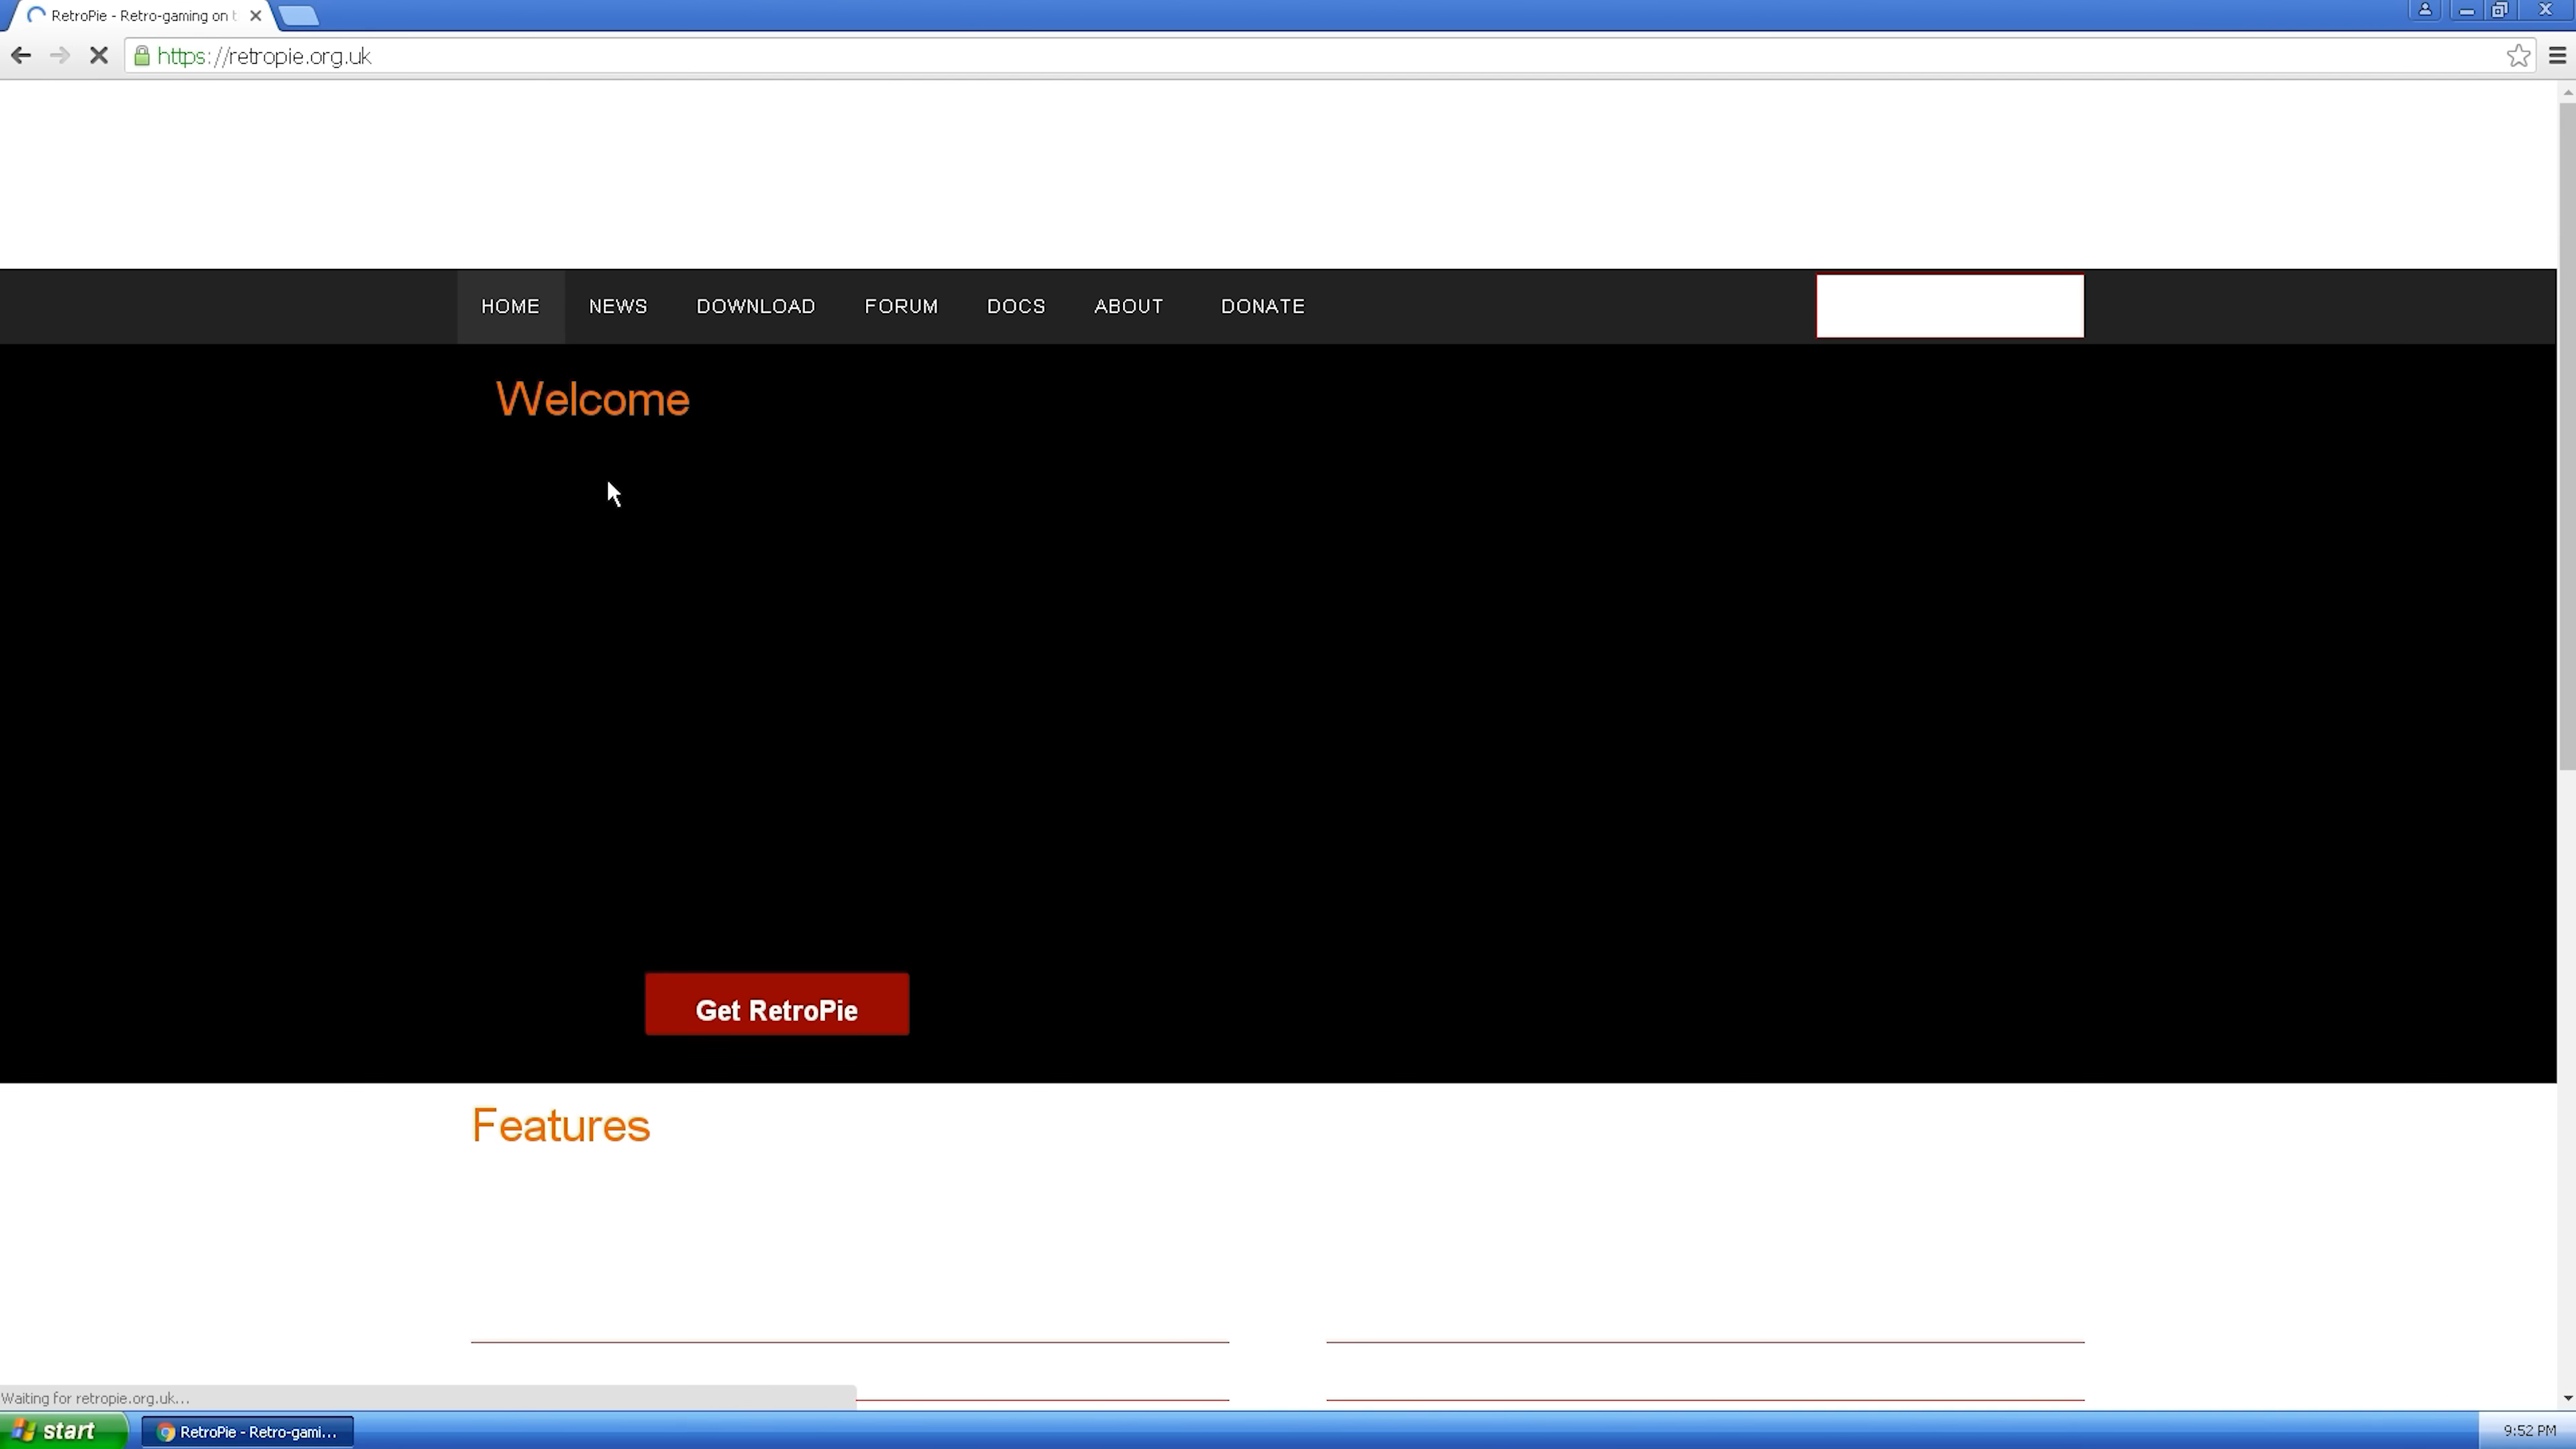 RetroPie - Retro-gaming on t
https://retropie.org.uk
HOME NEWS DOWNLOAD FORUM DOCS ABOUT DONATE
Welcome
Get RetroPie
Features
Waiting for retropie.org.uk...
start RetroPie - Retro-gami... 9:52 PM